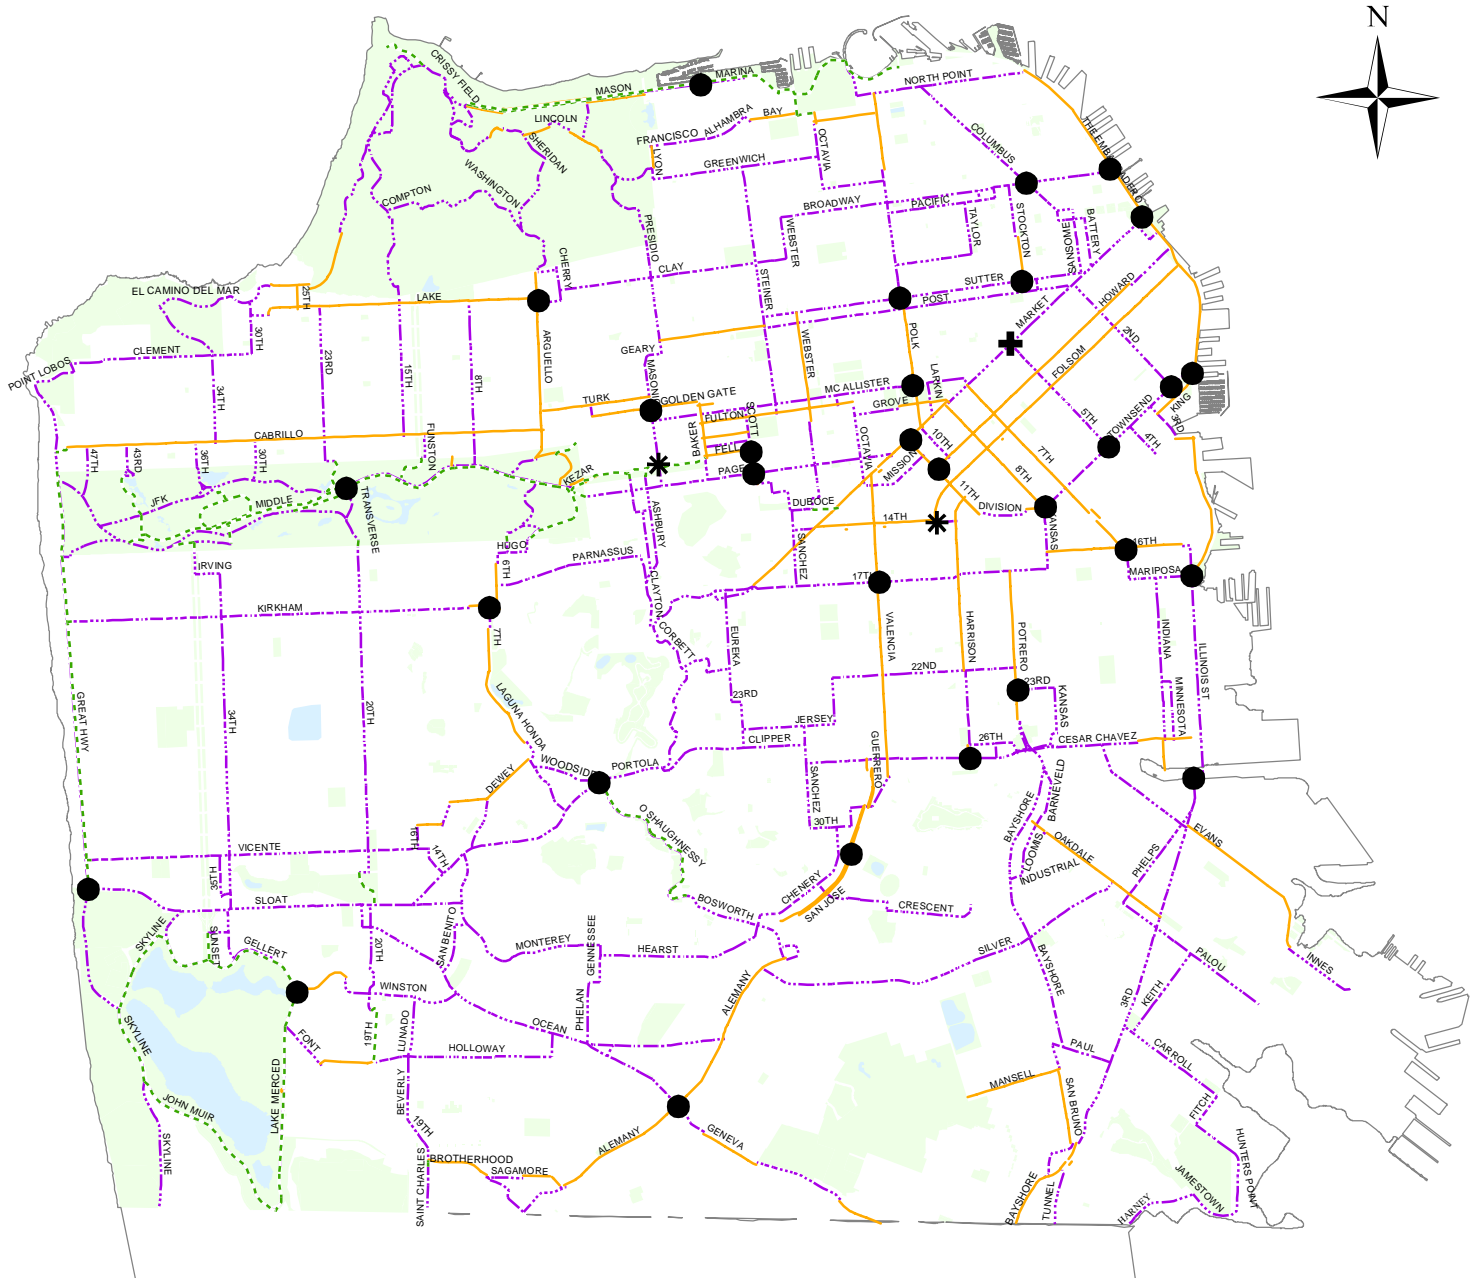 N
CRISSY FIELD
MASON
MARINA
NORTH POINT
LINCOLN
SHERIDAN
FRANCISCO
ALHAMBRA
BAY
OCTAVIA
COLUMBUS
LYON
GREENWICH
WASHINGTON
COMPTON
PRESIDIO
BROADWAY
PACIFIC
TAYLOR
STOCKTON
SANSOME
BATTERY
WEBSTER
CHERRY
CLAY
STEINER
SUTTER
POST
HOWARD
MARKET
EL CAMINO DEL MAR
25TH
LAKE
30TH
23RD
15TH
8TH
ARGUELLO
GEARY
MASONIC
WEBSTER
POLK
LARKIN
FOLSOM
2ND
CLEMENT
POINT LOBOS
34TH
TURK
GOLDEN GATE
MC ALLISTER
GROVE
FULTON
SCOTT
BAKER
FELL
PAGE
5TH
TOWNSEND
KING
3RD
4TH
CABRILLO
FUNSTON
47TH
43RD
36TH
30TH
KEZAR
OCTAVIA
MISSION
10TH
7TH
8TH
11TH
JFK
MIDDLE
TRANSVERSE
ASHBURY
DUBOCE
14TH
DIVISION
KANSAS
16TH
MARIPOSA
IRVING
HUGO
6TH
PARNASSUS
CLAYTON
SANCHEZ
17TH
KIRKHAM
7TH
CORBETT
EUREKA
VALENCIA
HARRISON
POTRERO
INDIANA
ILLINOIS ST
22ND
23RD
23RD
KANSAS
MINNESOTA
GREAT HWY
34TH
20TH
LAGUNA HONDA
JERSEY
CLIPPER
GUERRERO
26TH
CESAR CHAVEZ
WOODSIDE
PORTOLA
DEWEY
SANCHEZ
BARNEVELD
BAYSHORE
O SHAUGHNESSY
30TH
LOOMIS
OAKDALE
EVANS
16TH
14TH
VICENTE
35TH
INDUSTRIAL
PHELPS
SLOAT
BOSWORTH
CHENERY
SAN JOSE
CRESCENT
SKYLINE
SUNSET
GELLERT
20TH
SAN BENITO
MONTEREY
GENNESSEE
HEARST
SILVER
BAYSHORE
PALOU
INNES
WINSTON
PHELAN
ALEMANY
3RD
KEITH
SKYLINE
FONT
16TH
LUNADO
OCEAN
HOLLOWAY
PAUL
CARROLL
JOHN MUIR
LAKE MERCED
BEVERLY
MANSELL
SAN BRUNO
FITCH
19TH
SKYLINE
ALEMANY
GENEVA
HUNTERS POINT
BROTHERHOOD
SAGAMORE
SAINT CHARLES
JAMESTOWN
BAYSHORE
TUNNEL
HARNEY